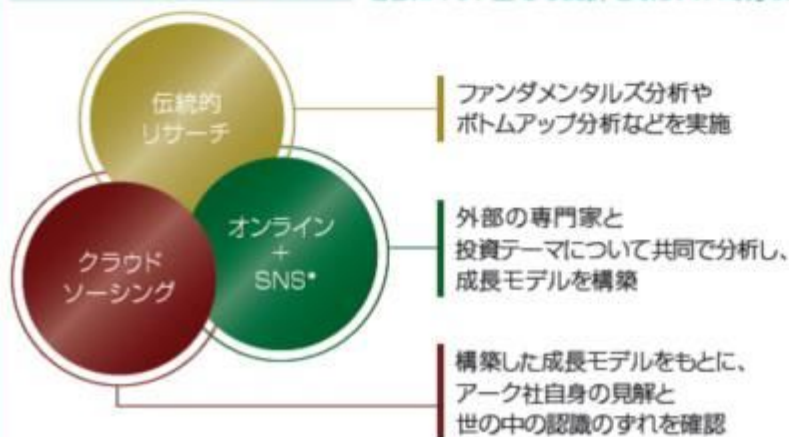 伝統的
リサーチ
ファンダメンタルズ分析や
ボトムアップ分析などを実施
オンライン
+
SNS*
外部の専門家と
投資テーマについて共同で分析し、
成長モデルを構築
クラウド
ソーシング
構築した成長モデルをもとに、
アーク社自身の見解と
世の中の認識のずれを確認